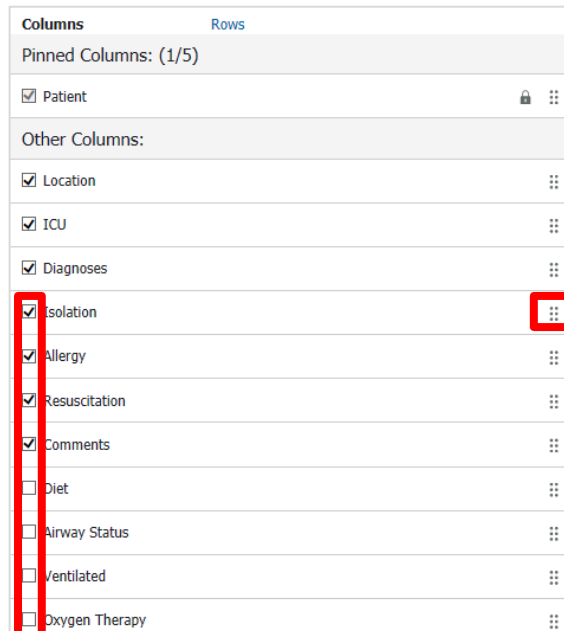 Columns Rows
Pinned Columns: (1/5)
Patient
Other Columns:
Location
ICU
Diagnoses
Isolation
Allergy
Resuscitation
Comments
Diet
Airway Status
Ventilated
Oxygen Therapy